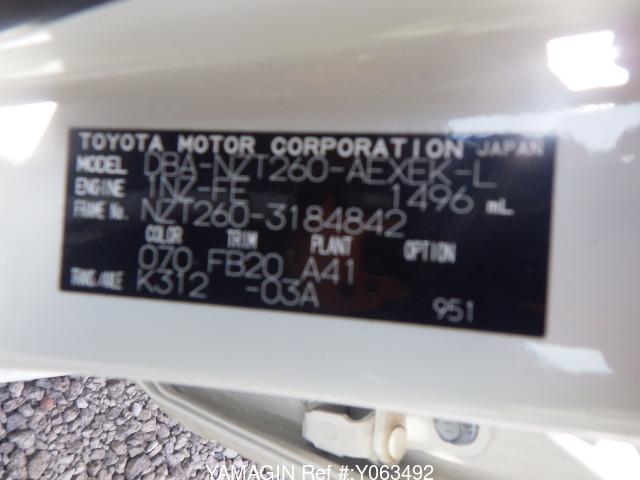 TOYOTA MOTOR CORPORATION JAPAN
MODEL DBA-NZT260-AEXEK-L
ENGINE 1NZ-FE 1496 mL
FRAME No. NZT260-3184842
COLOR TRIM PLANT OPTION
070 FB20 A41
TRANS/AXLE K312 -03A
951
YAMAGIN Ref #:Y063492